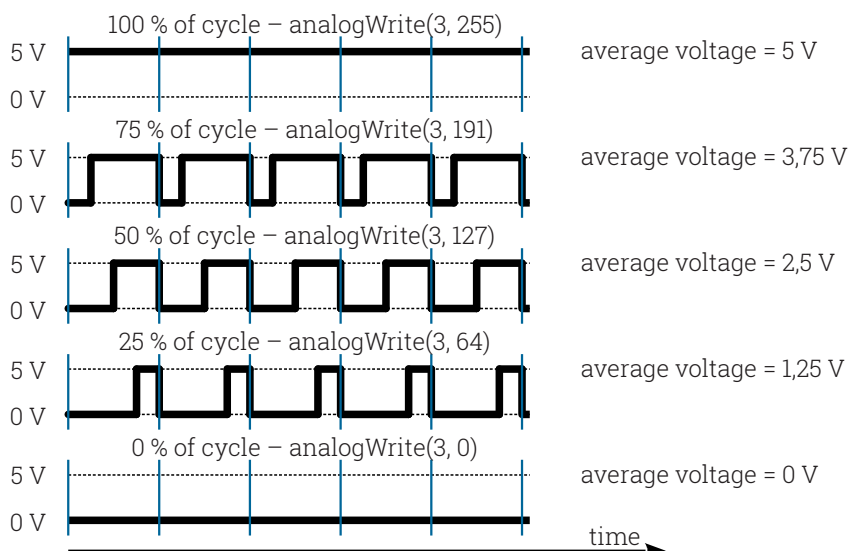 100 % of cycle – analogWrite(3, 255)
5 V
average voltage = 5 V
0 V
75 % of cycle – analogWrite(3, 191)
5 V
average voltage = 3,75 V
0 V
50 % of cycle – analogWrite(3, 127)
5 V
average voltage = 2,5 V
0 V
25 % of cycle – analogWrite(3, 64)
5 V
average voltage = 1,25 V
0 V
0 % of cycle – analogWrite(3, 0)
5 V
average voltage = 0 V
0 V
time